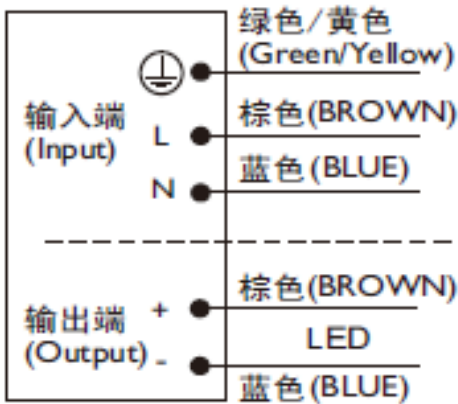 绿色/黄色
(Green/Yellow)
输入端
(Input)
L
棕色(BROWN)
N
蓝色(BLUE)
输出端
(Output)
+
棕色(BROWN)
LED
-
蓝色(BLUE)